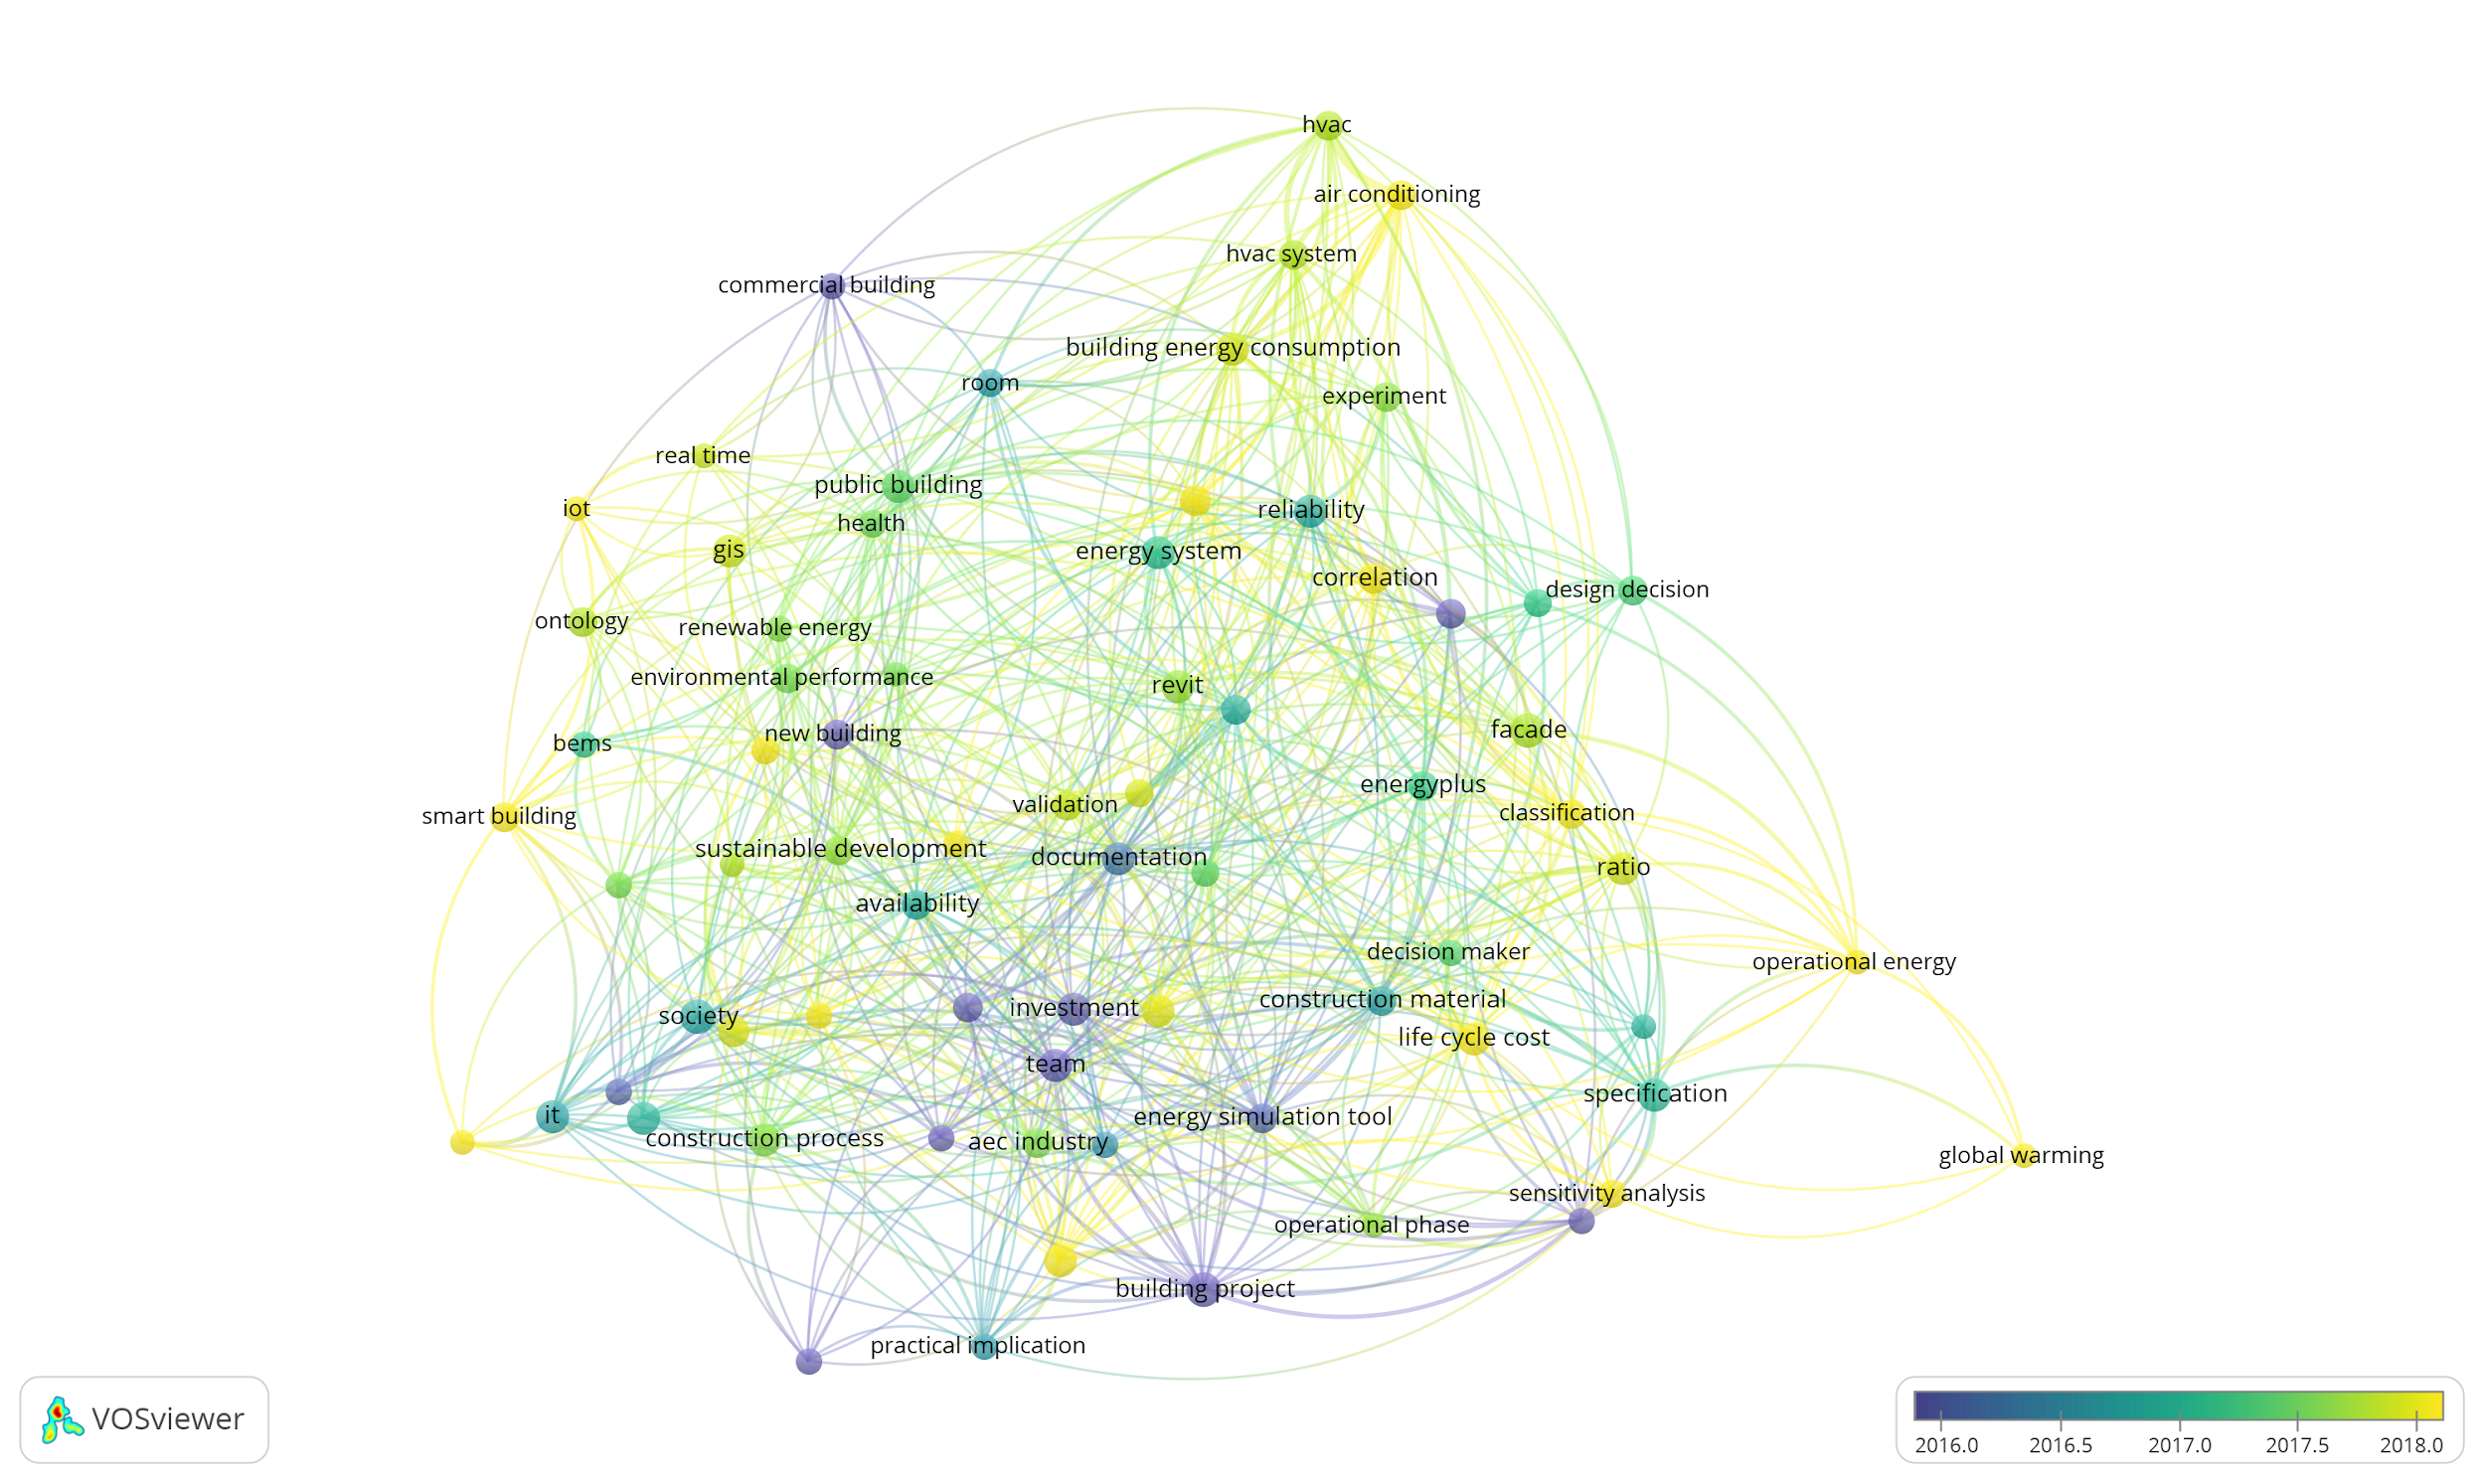 hvac
air conditioning
hvac system
commercial building
building energy consumption
room
experiment
real time
public building
iot
reliability
health
gis
energy system
correlation
design decision
ontology
renewable energy
environmental performance
revit
new building
facade
bems
energyplus
validation
classification
smart building
sustainable development
documentation
ratio
availability
decision maker
operational energy
construction material
investment
society
life cycle cost
team
specification
it
energy simulation tool
construction process
aec industry
global warming
sensitivity analysis
operational phase
building project
practical implication
VOSviewer
2016.0 2016.5 2017.0 2017.5 2018.0